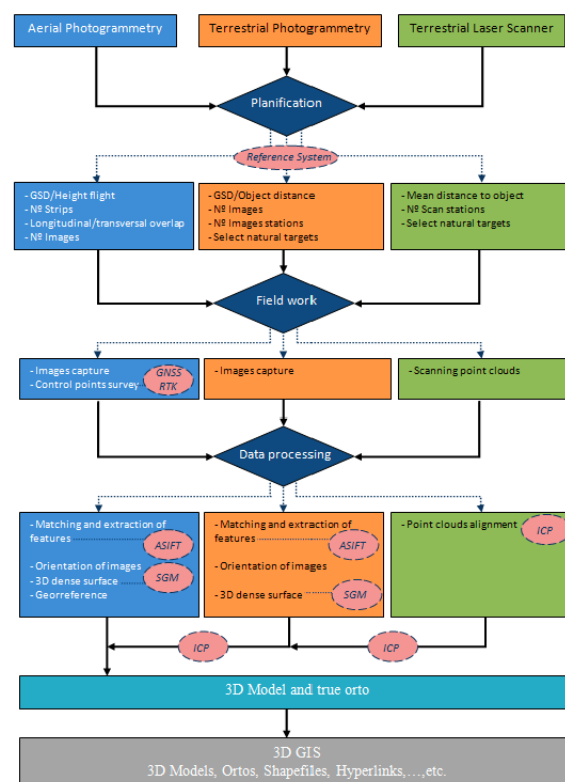 Aerial Photogrammetry
Terrestrial Photogrammetry
Terrestrial Laser Scanner
Planification
Reference System
- GSD/Height flight
- Nº Strips
- Longitudinal/transversal overlap
- Nº Images
- GSD/Object distance
- Nº Images
- Nº Images stations
- Select natural targets
- Mean distance to object
- Nº Scan stations
- Select natural targets
Field work
- Images capture
- Control points survey
GNSS
RTK
- Images capture
- Scanning point clouds
Data processing
- Matching and extraction of
features
ASIFT
- Orientation of images
- 3D dense surface
SGM
- Georreference
- Matching and extraction of
features
ASIFT
- Orientation of images
- 3D dense surface
SGM
- Point clouds alignment
ICP
ICP
ICP
3D Model and true orto
3D GIS
3D Models, Ortos, Shapefiles, Hyperlinks,...,etc.